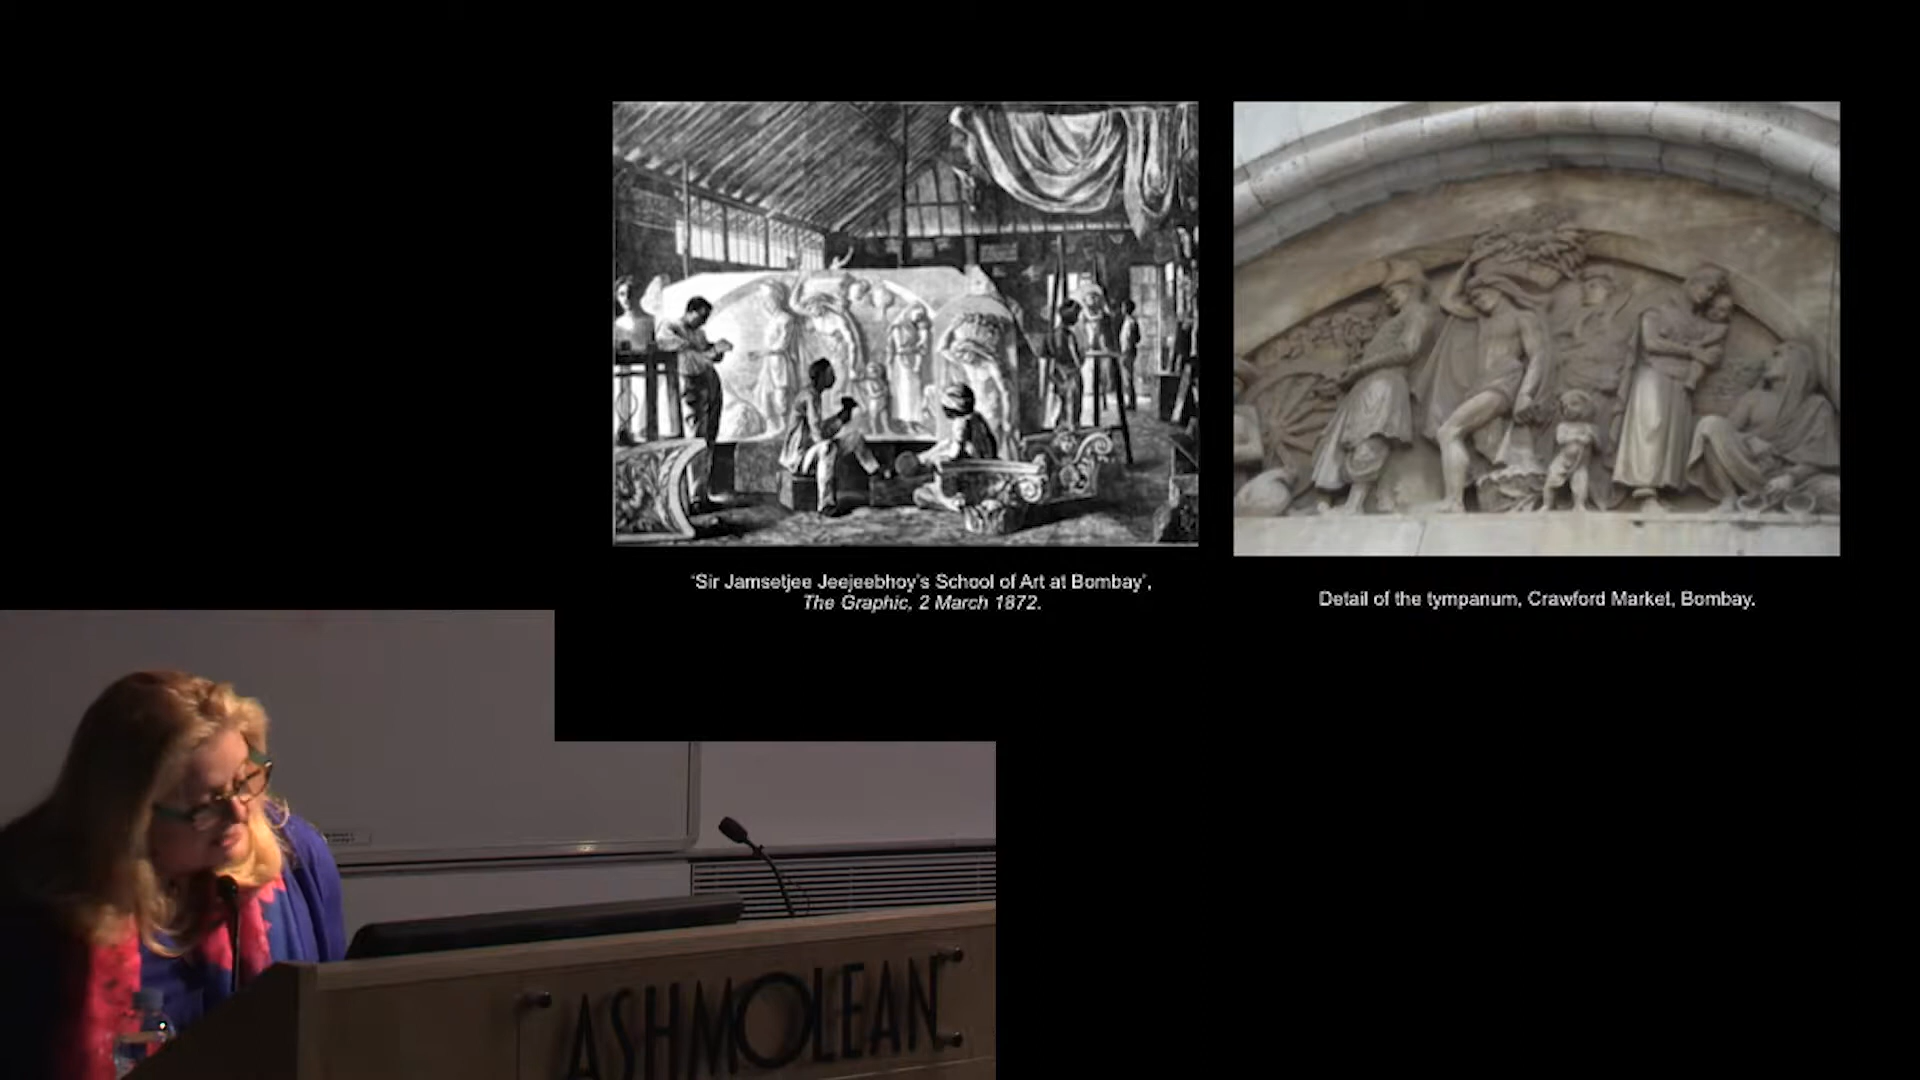 'Sir Jamsetjee Jeejeebhoy's School of Art at Bombay',
The Graphic, 2 March 1872.
Detail of the tympanum, Crawford Market, Bombay.
ASHMOLEAN